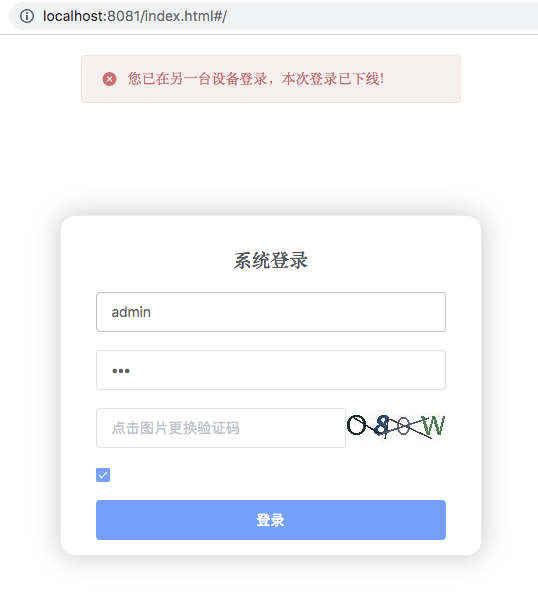 localhost:8081/index.html#/
您已在另一台设备登录，本次登录已下线！
系统登录
admin
•••
点击图片更换验证码
登录